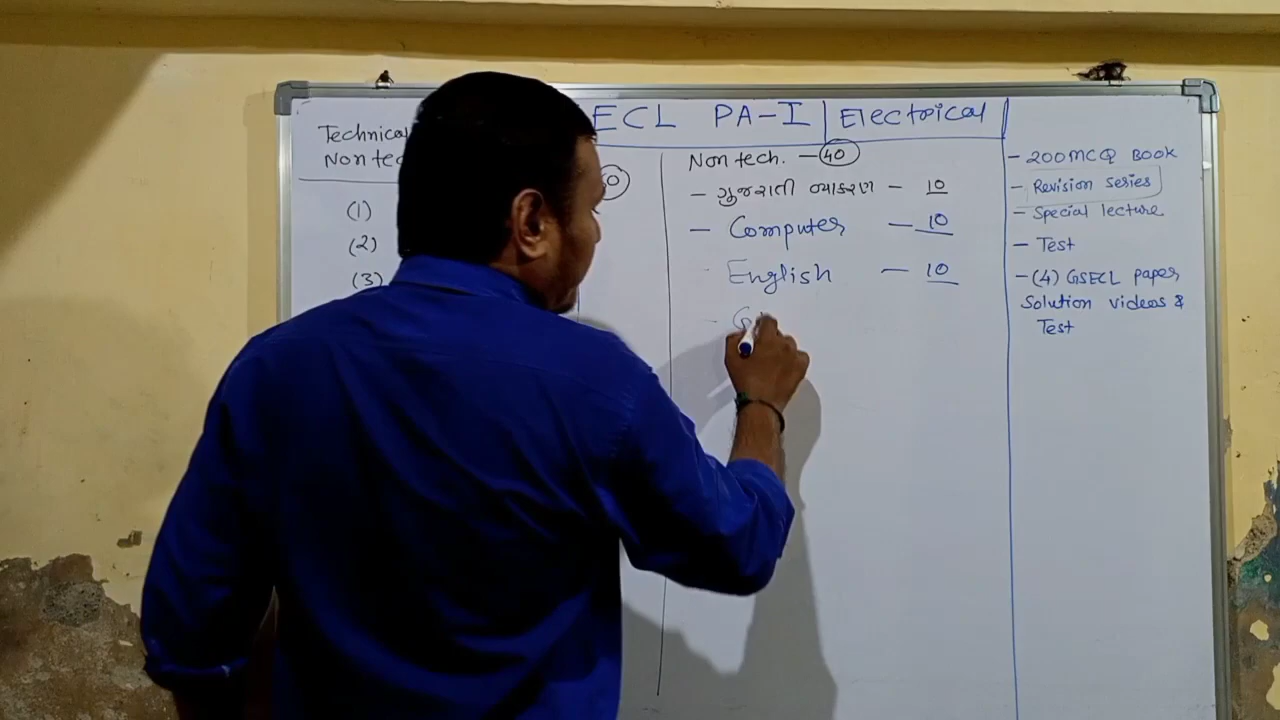 ECL PA-I | Electrical
Technical
Non tec
(1)
(2)
(3)
Non tech. - 40
- ગુજરાતી વ્યાકરણ - 10
- Computer - 10
- English - 10
- G
- 200MCQ BOOK
- Revision series
- Special lecture
- Test
- (4) GSECL paper
Solution videos &
Test